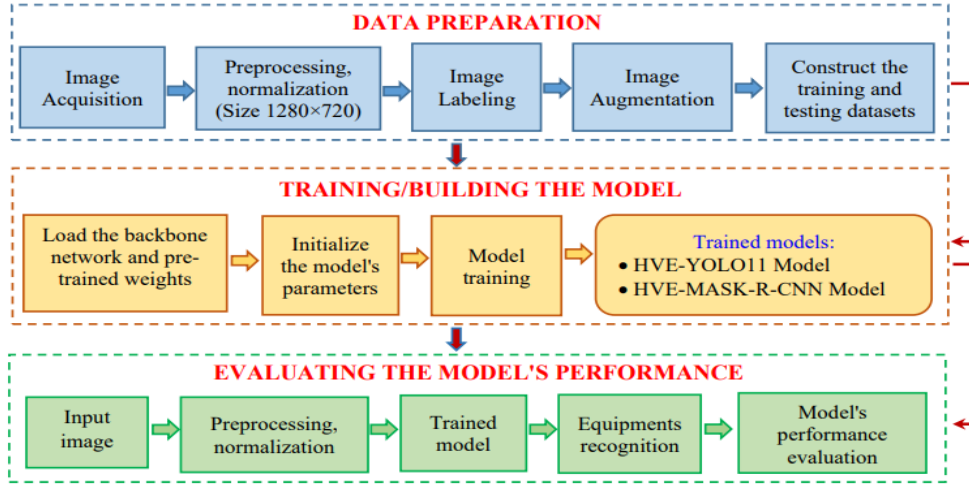 DATA PREPARATION
Image
Acquisition
Preprocessing,
normalization
(Size 1280×720)
Image
Labeling
Image
Augmentation
Construct the
training and
testing datasets
TRAINING/BUILDING THE MODEL
Load the backbone
network and pre-
trained weights
Initialize
the model's
parameters
Model
training
Trained models:
• HVE-YOLO11 Model
• HVE-MASK-R-CNN Model
EVALUATING THE MODEL'S PERFORMANCE
Input
image
Preprocessing,
normalization
Trained
model
Equipments
recognition
Model's
performance
evaluation